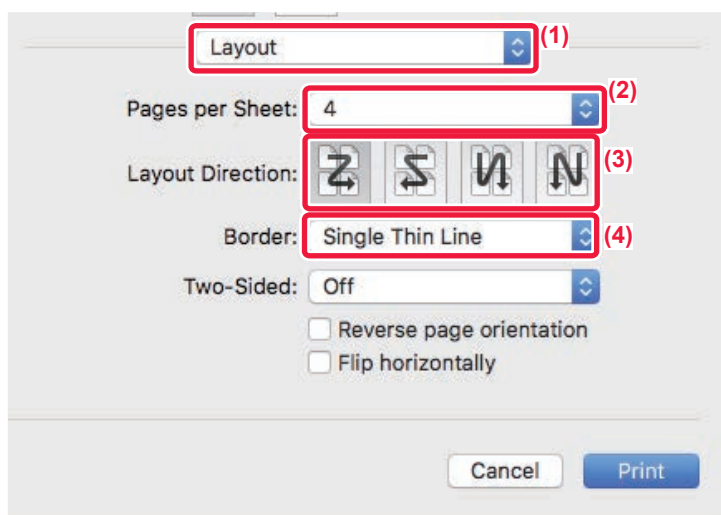 Layout (1)
Pages per Sheet: 4 (2)
Layout Direction: (3)
Border: Single Thin Line (4)
Two-Sided: Off
Reverse page orientation
Flip horizontally
Cancel Print